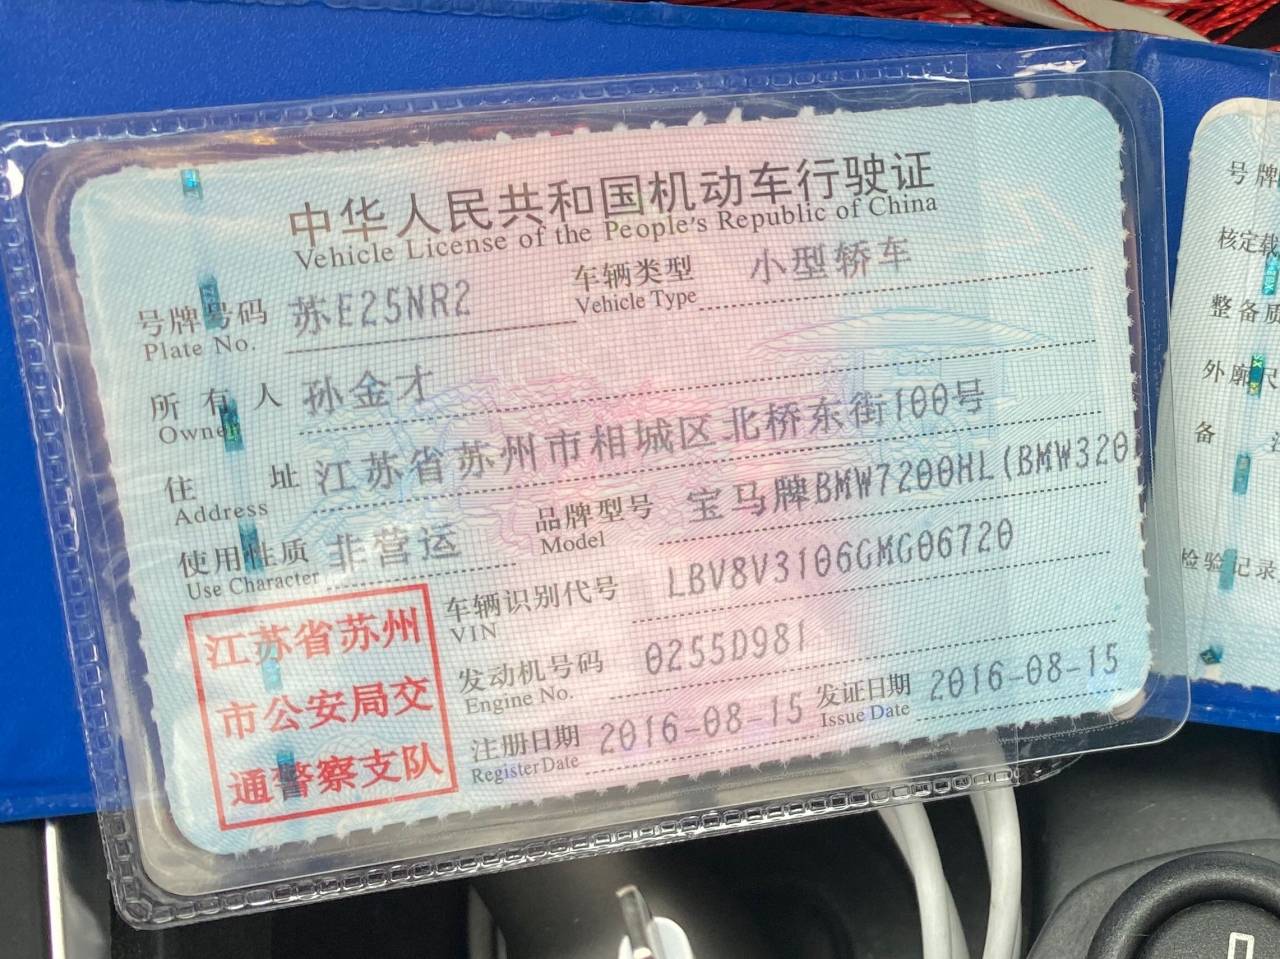 中华人民共和国机动车行驶证
Vehicle License of the People's Republic of China
号牌号码 苏E25NR2 车辆类型 小型轿车
Plate No. Vehicle Type
所有人 孙金才
Owner
住址 江苏省苏州市相城区北桥东街100号
Address
使用性质 非营运 品牌型号 宝马牌BMW7200HL(BMW320
Use Character Model
车辆识别代号 LBV8V3106GMG06720
VIN
发动机号码 0255D981
Engine No.
注册日期 2016-08-15 发证日期 2016-08-15
Register Date Issue Date
江苏省苏州
市公安局交
通警察支队
号牌
核定载
整备质
外廓尺
备
检验记录